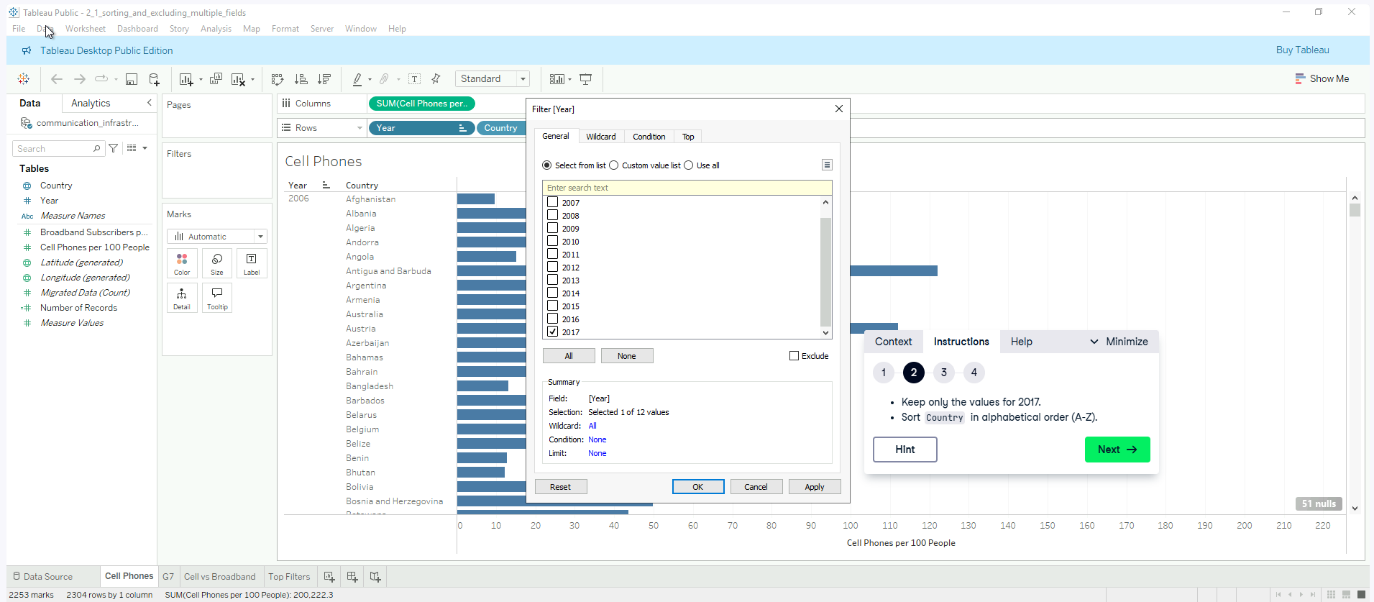 Tableau Public - 2_1_sorting_and_excluding_multiple_fields
File Data Worksheet Dashboard Story Analysis Map Format Server Window Help
Tableau Desktop Public Edition
Buy Tableau
Standard
Show Me
Data
Analytics
communication_infrastr...
Search
Tables
Country
Year
Abc Measure Names
Broadband Subscribers p...
Cell Phones per 100 People
Latitude (generated)
Longitude (generated)
Migrated Data (Count)
Number of Records
Measure Values
Pages
Filters
Marks
Automatic
Color
Size
Label
Detail
Tooltip
Columns
SUM(Cell Phones per..
Rows
Year
Country
Cell Phones
Year
Country
2006
Afghanistan
Albania
Algeria
Andorra
Angola
Antigua and Barbuda
Argentina
Armenia
Australia
Austria
Azerbaijan
Bahamas
Bahrain
Bangladesh
Barbados
Belarus
Belgium
Belize
Benin
Bhutan
Bolivia
Bosnia and Herzegovina
0 10 20 30 40 50 60 70 80 90 100 110 120 130 140 150 160 170 180 190 200 210 220
Cell Phones per 100 People
51 nulls
Filter [Year]
General
Wildcard
Condition
Top
Select from list
Custom value list
Use all
Enter search text
2007
2008
2009
2010
2011
2012
2013
2014
2015
2016
2017
All
None
Exclude
Summary
Field: [Year]
Selection: Selected 1 of 12 values
Wildcard: All
Condition: None
Limit: None
Reset
OK
Cancel
Apply
Context
Instructions
Help
Minimize
1 2 3 4
• Keep only the values for 2017.
• Sort Country in alphabetical order (A-Z).
Hint
Next
Data Source
Cell Phones
G7
Cell vs Broadband
Top Filters
2253 marks
2304 rows by 1 column
SUM(Cell Phones per 100 People): 200,222.3